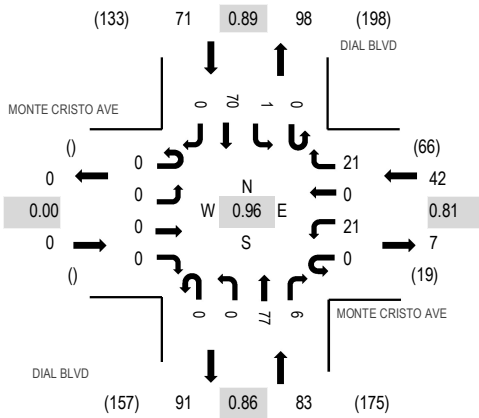 (133) 71 0.89 98 (198)
DIAL BLVD
0 70 1 0
MONTE CRISTO AVE
() 0 21 (66)
0 42
0 N 0
0.00 W 0.96 E 0.81
0 S 21
0 7
() 0 0 (19)
0 0 77 6
MONTE CRISTO AVE
DIAL BLVD
(157) 91 0.86 83 (175)